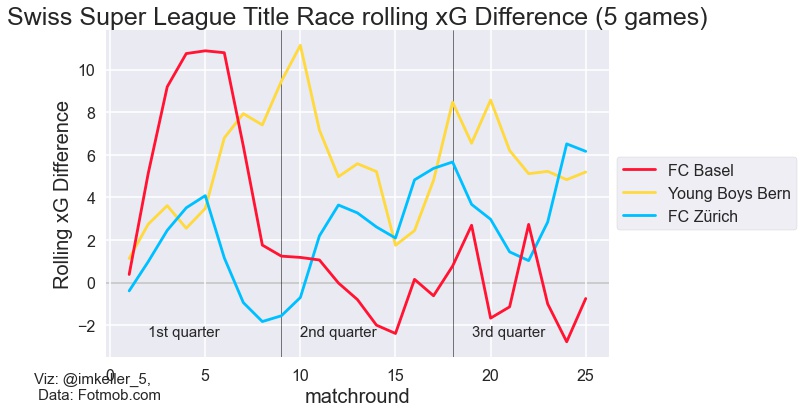 Swiss Super League Title Race rolling xG Difference (5 games)
Rolling xG Difference
10
8
6
4
2
0
−2
FC Basel
Young Boys Bern
FC Zürich
1st quarter 2nd quarter 3rd quarter
0 5 10 15 20 25
matchround
Viz: @imkeller_5,
Data: Fotmob.com